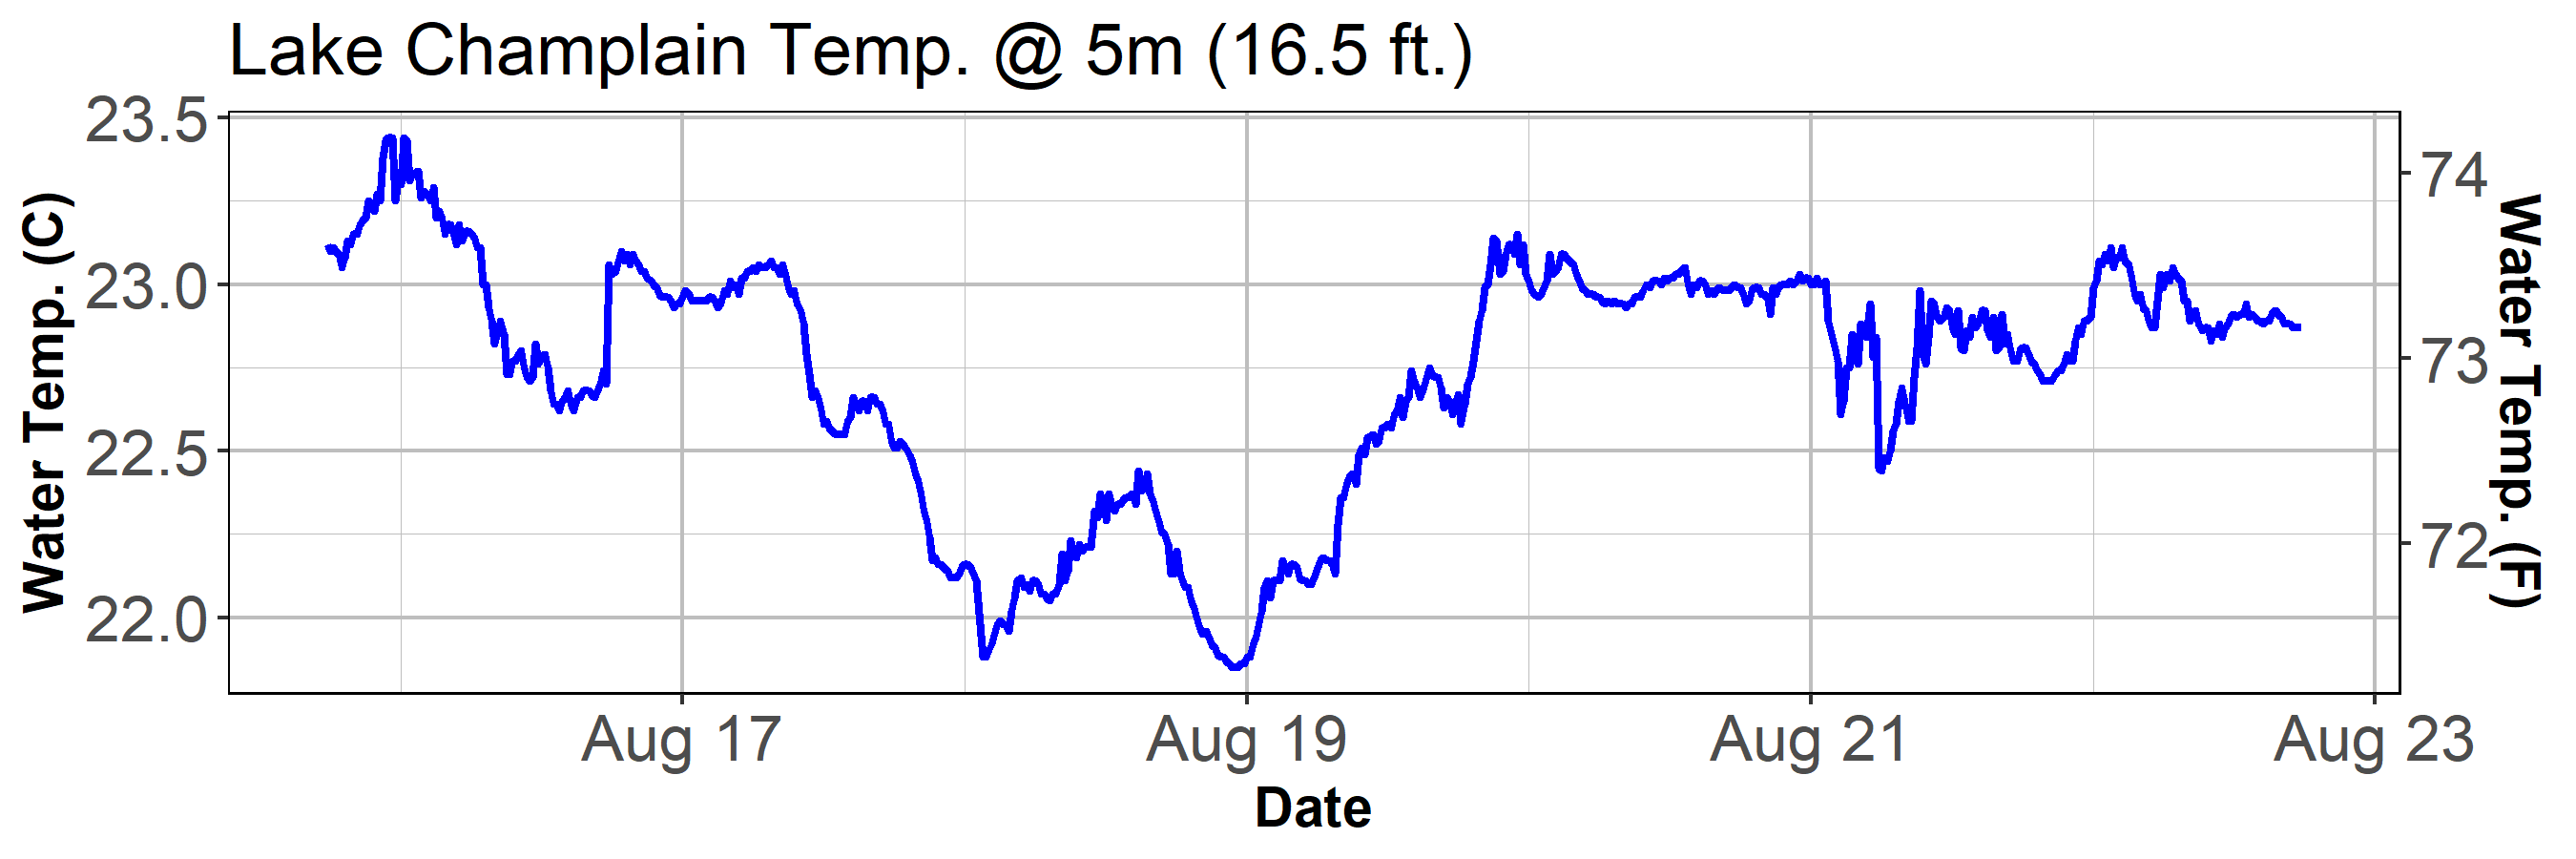 Lake Champlain Temp. @ 5m (16.5 ft.)
Water Temp. (C)
23.5
23.0
22.5
22.0
74
73
72
Water Temp. (F)
Aug 17 Aug 19 Aug 21 Aug 23
Date